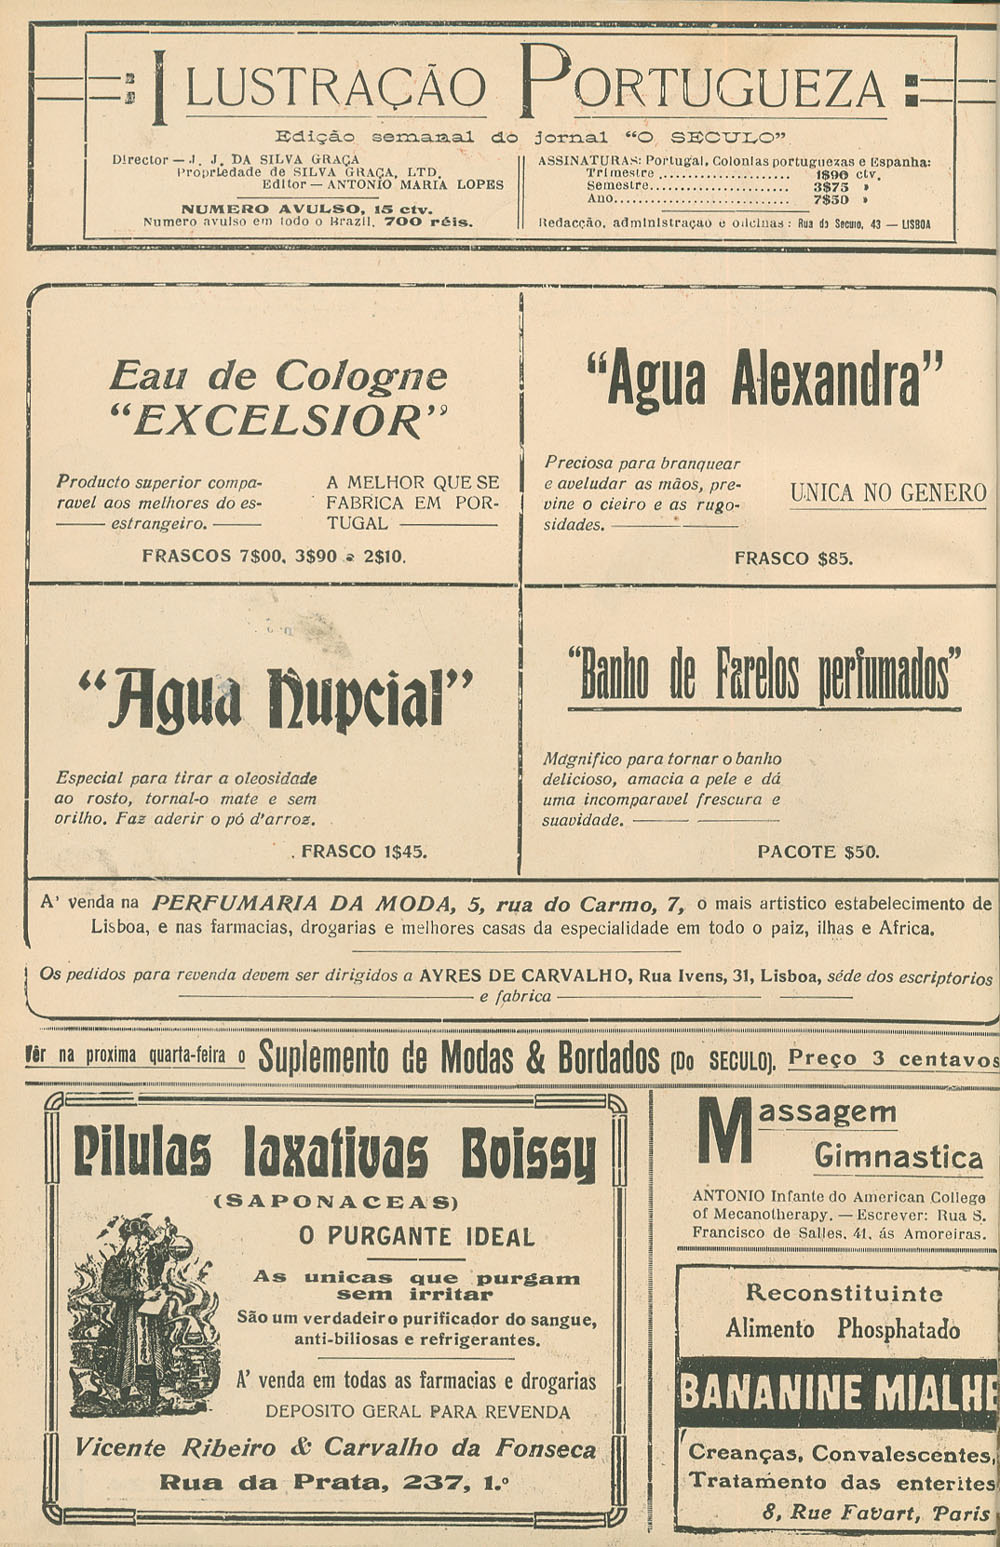 ILUSTRAÇÃO PORTUGUEZA
Edição semanal do jornal "O SECULO"
Director — J. J. DA SILVA GRAÇA
Propriedade de SILVA GRAÇA, LTD.
Editor — ANTONIO MARIA LOPES
NUMERO AVULSO, 15 ctv.
Numero avulso em todo o Brazil, 700 réis.
ASSINATURAS: Portugal, Colonias portuguezas e Espanha:
Trimestre ........................ 1$90 ctv.
Semestre........................ 3$75 »
Ano.............................. 7$50 »
Redacção, administração e oficinas: Rua do Seculo, 43 — LISBOA
Eau de Cologne
"EXCELSIOR"
Producto superior compa-
ravel aos melhores do es-
estrangeiro.
A MELHOR QUE SE
FABRICA EM POR-
TUGAL
FRASCOS 7$00, 3$90 e 2$10.
"Agua Alexandra"
Preciosa para branquear
e aveludar as mãos, pre-
vine o cieiro e as rugo-
sidades.
UNICA NO GENERO
FRASCO $85.
"Agua Nupcial"
Especial para tirar a oleosidade
ao rosto, tornal-o mate e sem
brilho. Faz aderir o pó d'arroz.
FRASCO 1$45.
"Banho de Farelos perfumados"
Magnifico para tornar o banho
delicioso, amacia a pele e dá
uma incomparavel frescura e
suavidade.
PACOTE $50.
A' venda na PERFUMARIA DA MODA, 5, rua do Carmo, 7, o mais artistico estabelecimento de
Lisboa, e nas farmacias, drogarias e melhores casas da especialidade em todo o paiz, ilhas e Africa.
Os pedidos para revenda devem ser dirigidos a AYRES DE CARVALHO, Rua Ivens, 31, Lisboa, séde dos escriptorios
e fabrica
Vêr na proxima quarta-feira o Suplemento de Modas & Bordados (Do SECULO). Preço 3 centavos
Pilulas laxativas Boissy
(SAPONACEAS)
O PURGANTE IDEAL
As unicas que purgam
sem irritar
São um verdadeiro purificador do sangue,
anti-biliosas e refrigerantes.
A' venda em todas as farmacias e drogarias
DEPOSITO GERAL PARA REVENDA
Vicente Ribeiro & Carvalho da Fonseca
Rua da Prata, 237, 1.º
Massagem
Gimnastica
ANTONIO Infante do American College
of Mecanotherapy. — Escrever: Rua S.
Francisco de Salles, 41, ás Amoreiras.
Reconstituinte
Alimento Phosphatado
BANANINE MIALHE
Creanças, Convalescentes,
Tratamento das enterites
8, Rue Favart, Paris